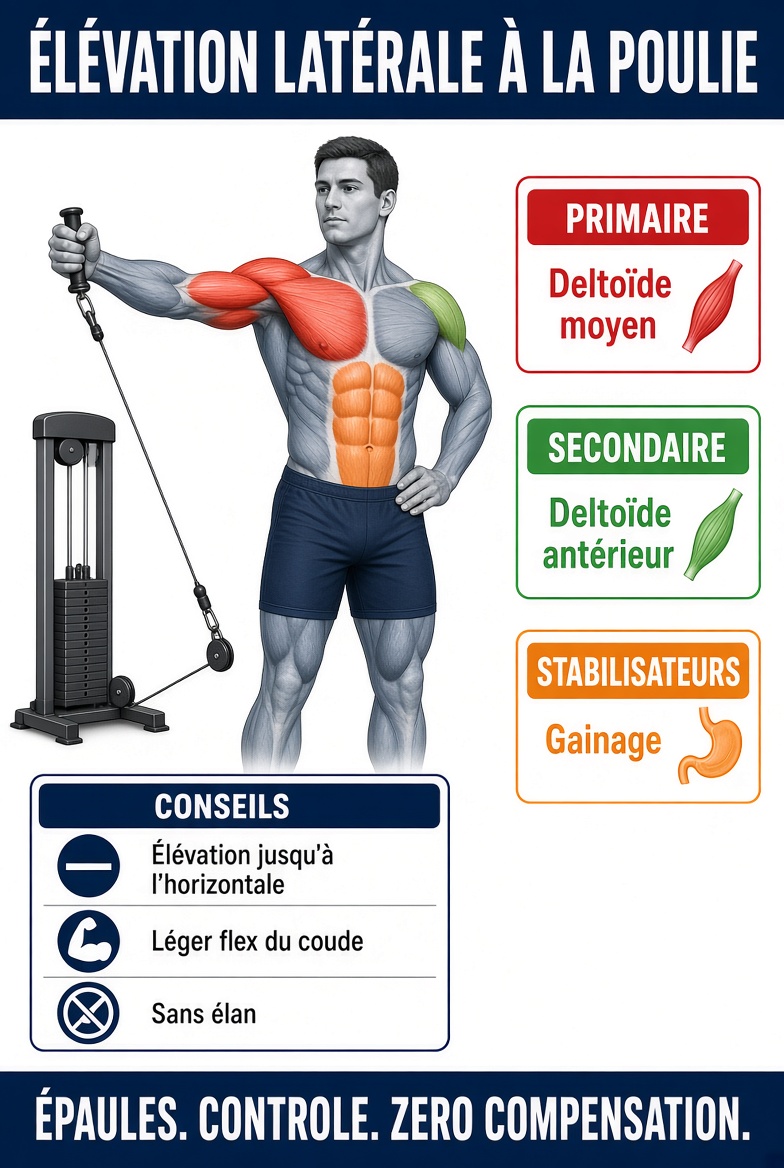 ÉLÉVATION LATÉRALE À LA POULIE
PRIMAIRE
Deltoïde
moyen
SECONDAIRE
Deltoïde
antérieur
STABILISATEURS
Gainage
CONSEILS
Élévation jusqu'à
l'horizontale
Léger flex du coude
Sans élan
ÉPAULES. CONTROLE. ZERO COMPENSATION.